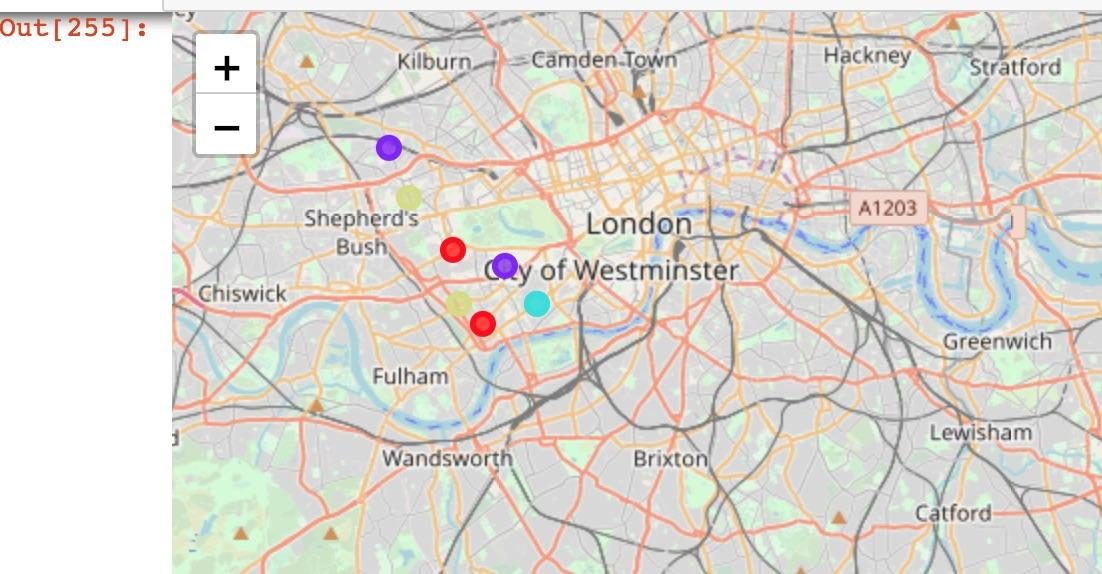 Out[255]:
ey
+
−
Kilburn
Camden Town
Hackney
Stratford
Shepherd's
Bush
London
A1203
City of Westminster
Chiswick
Greenwich
Fulham
Lewisham
Wandsworth
Brixton
Catford